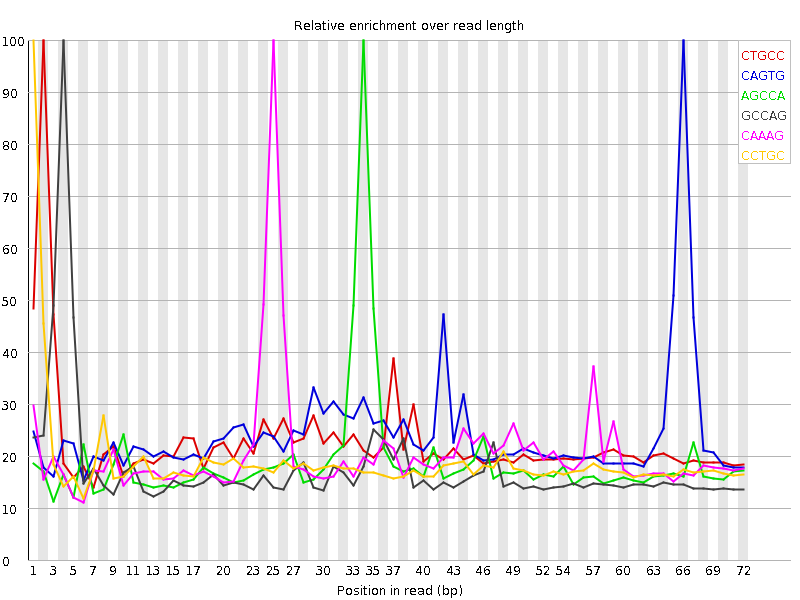 Relative enrichment over read length
100
90
80
70
60
50
40
30
20
10
0
CTGCC
CAGTG
AGCCA
GCCAG
CAAAG
CCTGC
1 3 5 7 9 11 13 15 17 20 23 25 27 30 33 35 37 40 43 46 49 52 54 57 60 63 66 69 72
Position in read (bp)